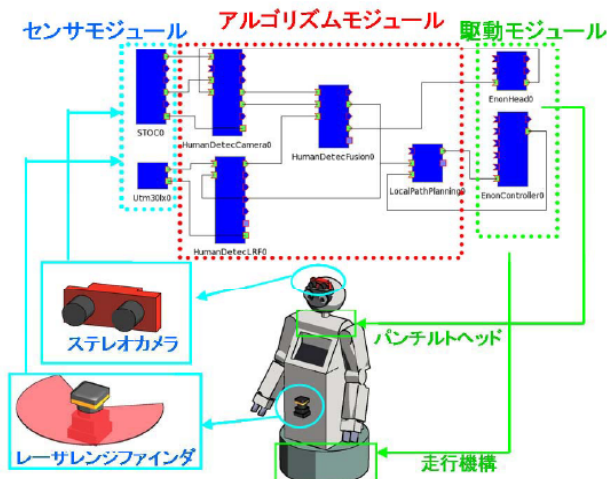 センサモジュール
アルゴリズムモジュール
駆動モジュール
STOC0
HumanDetecCamera0
HumanDetecFusion0
EnonHead0
Utm30lx0
HumanDetecLRF0
LocalPathPlanning0
EnonController0
ステレオカメラ
パンチルトヘッド
レーザレンジファインダ
走行機構